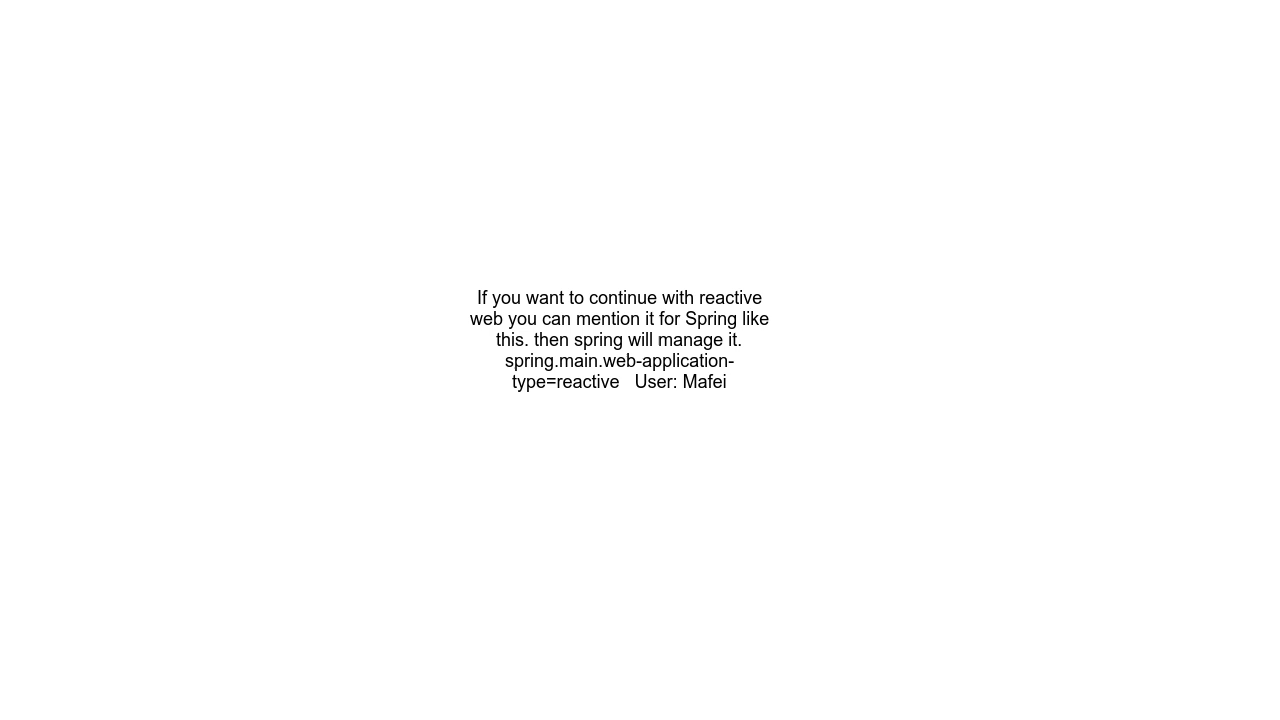 If you want to continue with reactive
web you can mention it for Spring like
this. then spring will manage it.
spring.main.web-application-
type=reactive   User: Mafei